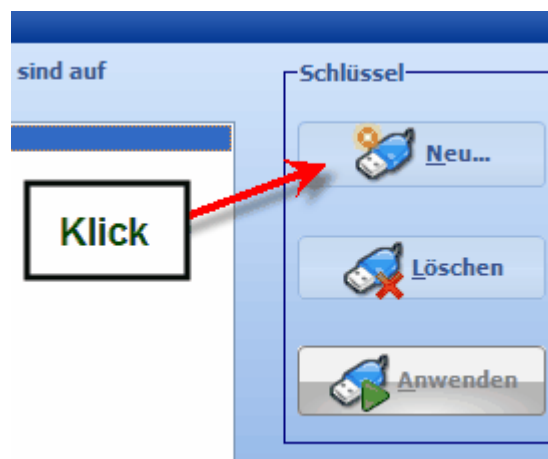 sind auf
Schlüssel
Neu...
Klick
Löschen
Anwenden